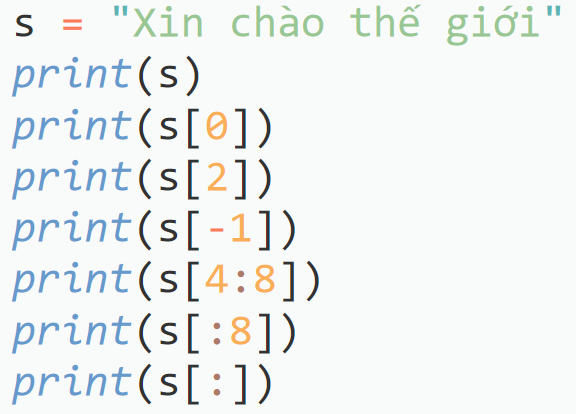 s = "Xin chào thế giới"
print(s)
print(s[0])
print(s[2])
print(s[-1])
print(s[4:8])
print(s[:8])
print(s[:])